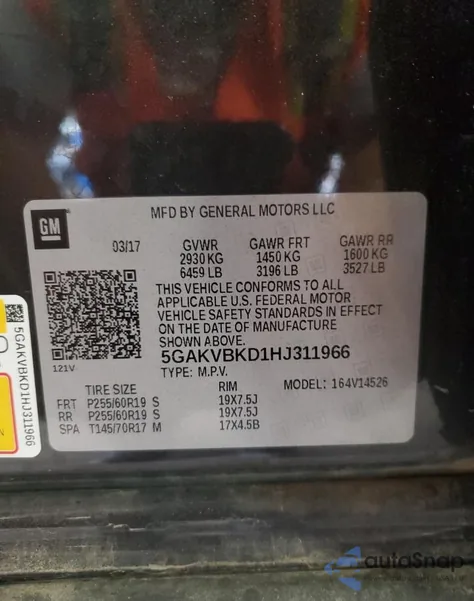 GM
MFD BY GENERAL MOTORS LLC
03/17 GVWR GAWR FRT GAWR RR
2930 KG 1450 KG 1600 KG
6459 LB 3196 LB 3527 LB
THIS VEHICLE CONFORMS TO ALL
APPLICABLE U.S. FEDERAL MOTOR
VEHICLE SAFETY STANDARDS IN EFFECT
ON THE DATE OF MANUFACTURE
SHOWN ABOVE.
121V
5GAKVBKD1HJ311966
TYPE: M.P.V. MODEL: 164V14526
TIRE SIZE RIM
FRT P255/60R19 S 19X7.5J
RR P255/60R19 S 19X7.5J
SPA T145/70R17 M 17X4.5B
5GAKVBKD1HJ311966
autoSnap